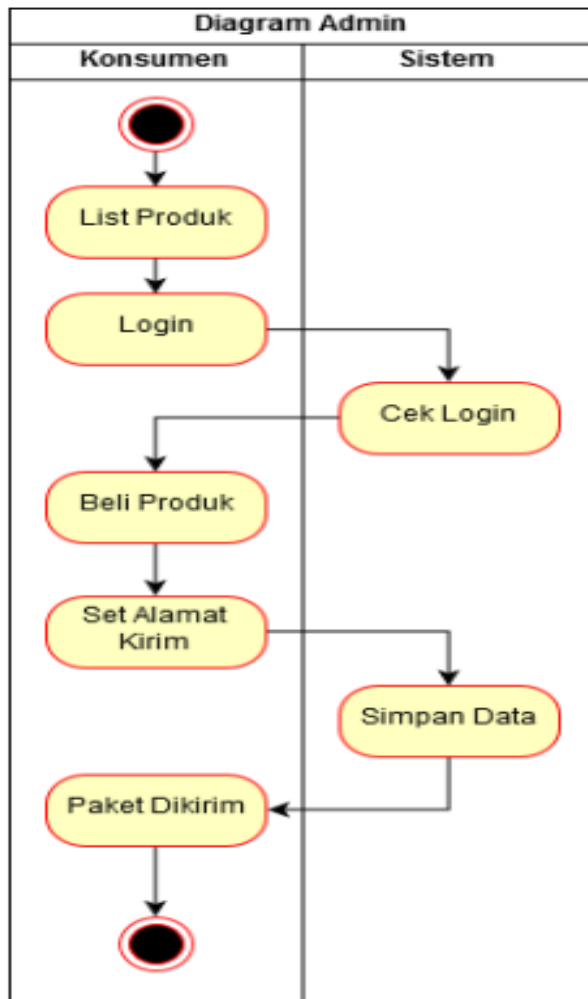 Diagram Admin
Konsumen
Sistem
List Produk
Login
Cek Login
Beli Produk
Set Alamat
Kirim
Simpan Data
Paket Dikirim